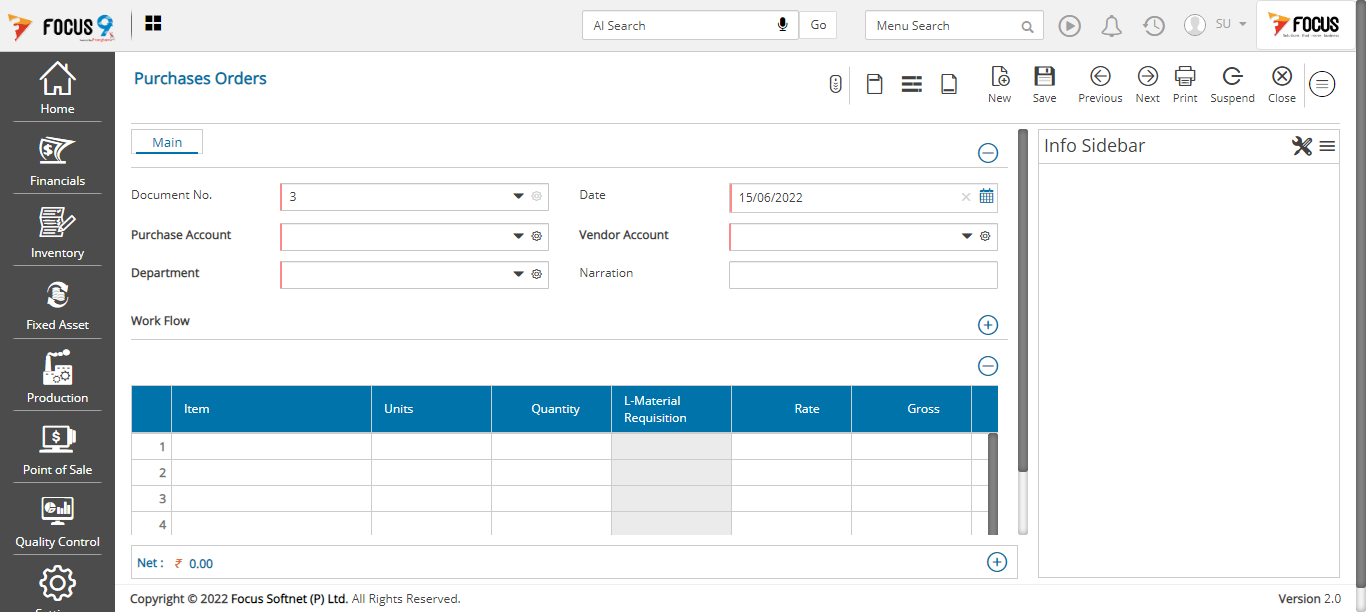 FOCUS 9
AI Search
Go
Menu Search
SU
FOCUS
Home
Financials
Inventory
Fixed Asset
Production
Point of Sale
Quality Control
Purchases Orders
New
Save
Previous
Next
Print
Suspend
Close
Main
Document No.
3
Date
15/06/2022
Purchase Account
Vendor Account
Department
Narration
Work Flow
Item
Units
Quantity
L-Material
Requisition
Rate
Gross
1
2
3
4
Net : ₹ 0.00
Info Sidebar
Copyright © 2022 Focus Softnet (P) Ltd. All Rights Reserved.
Version 2.0